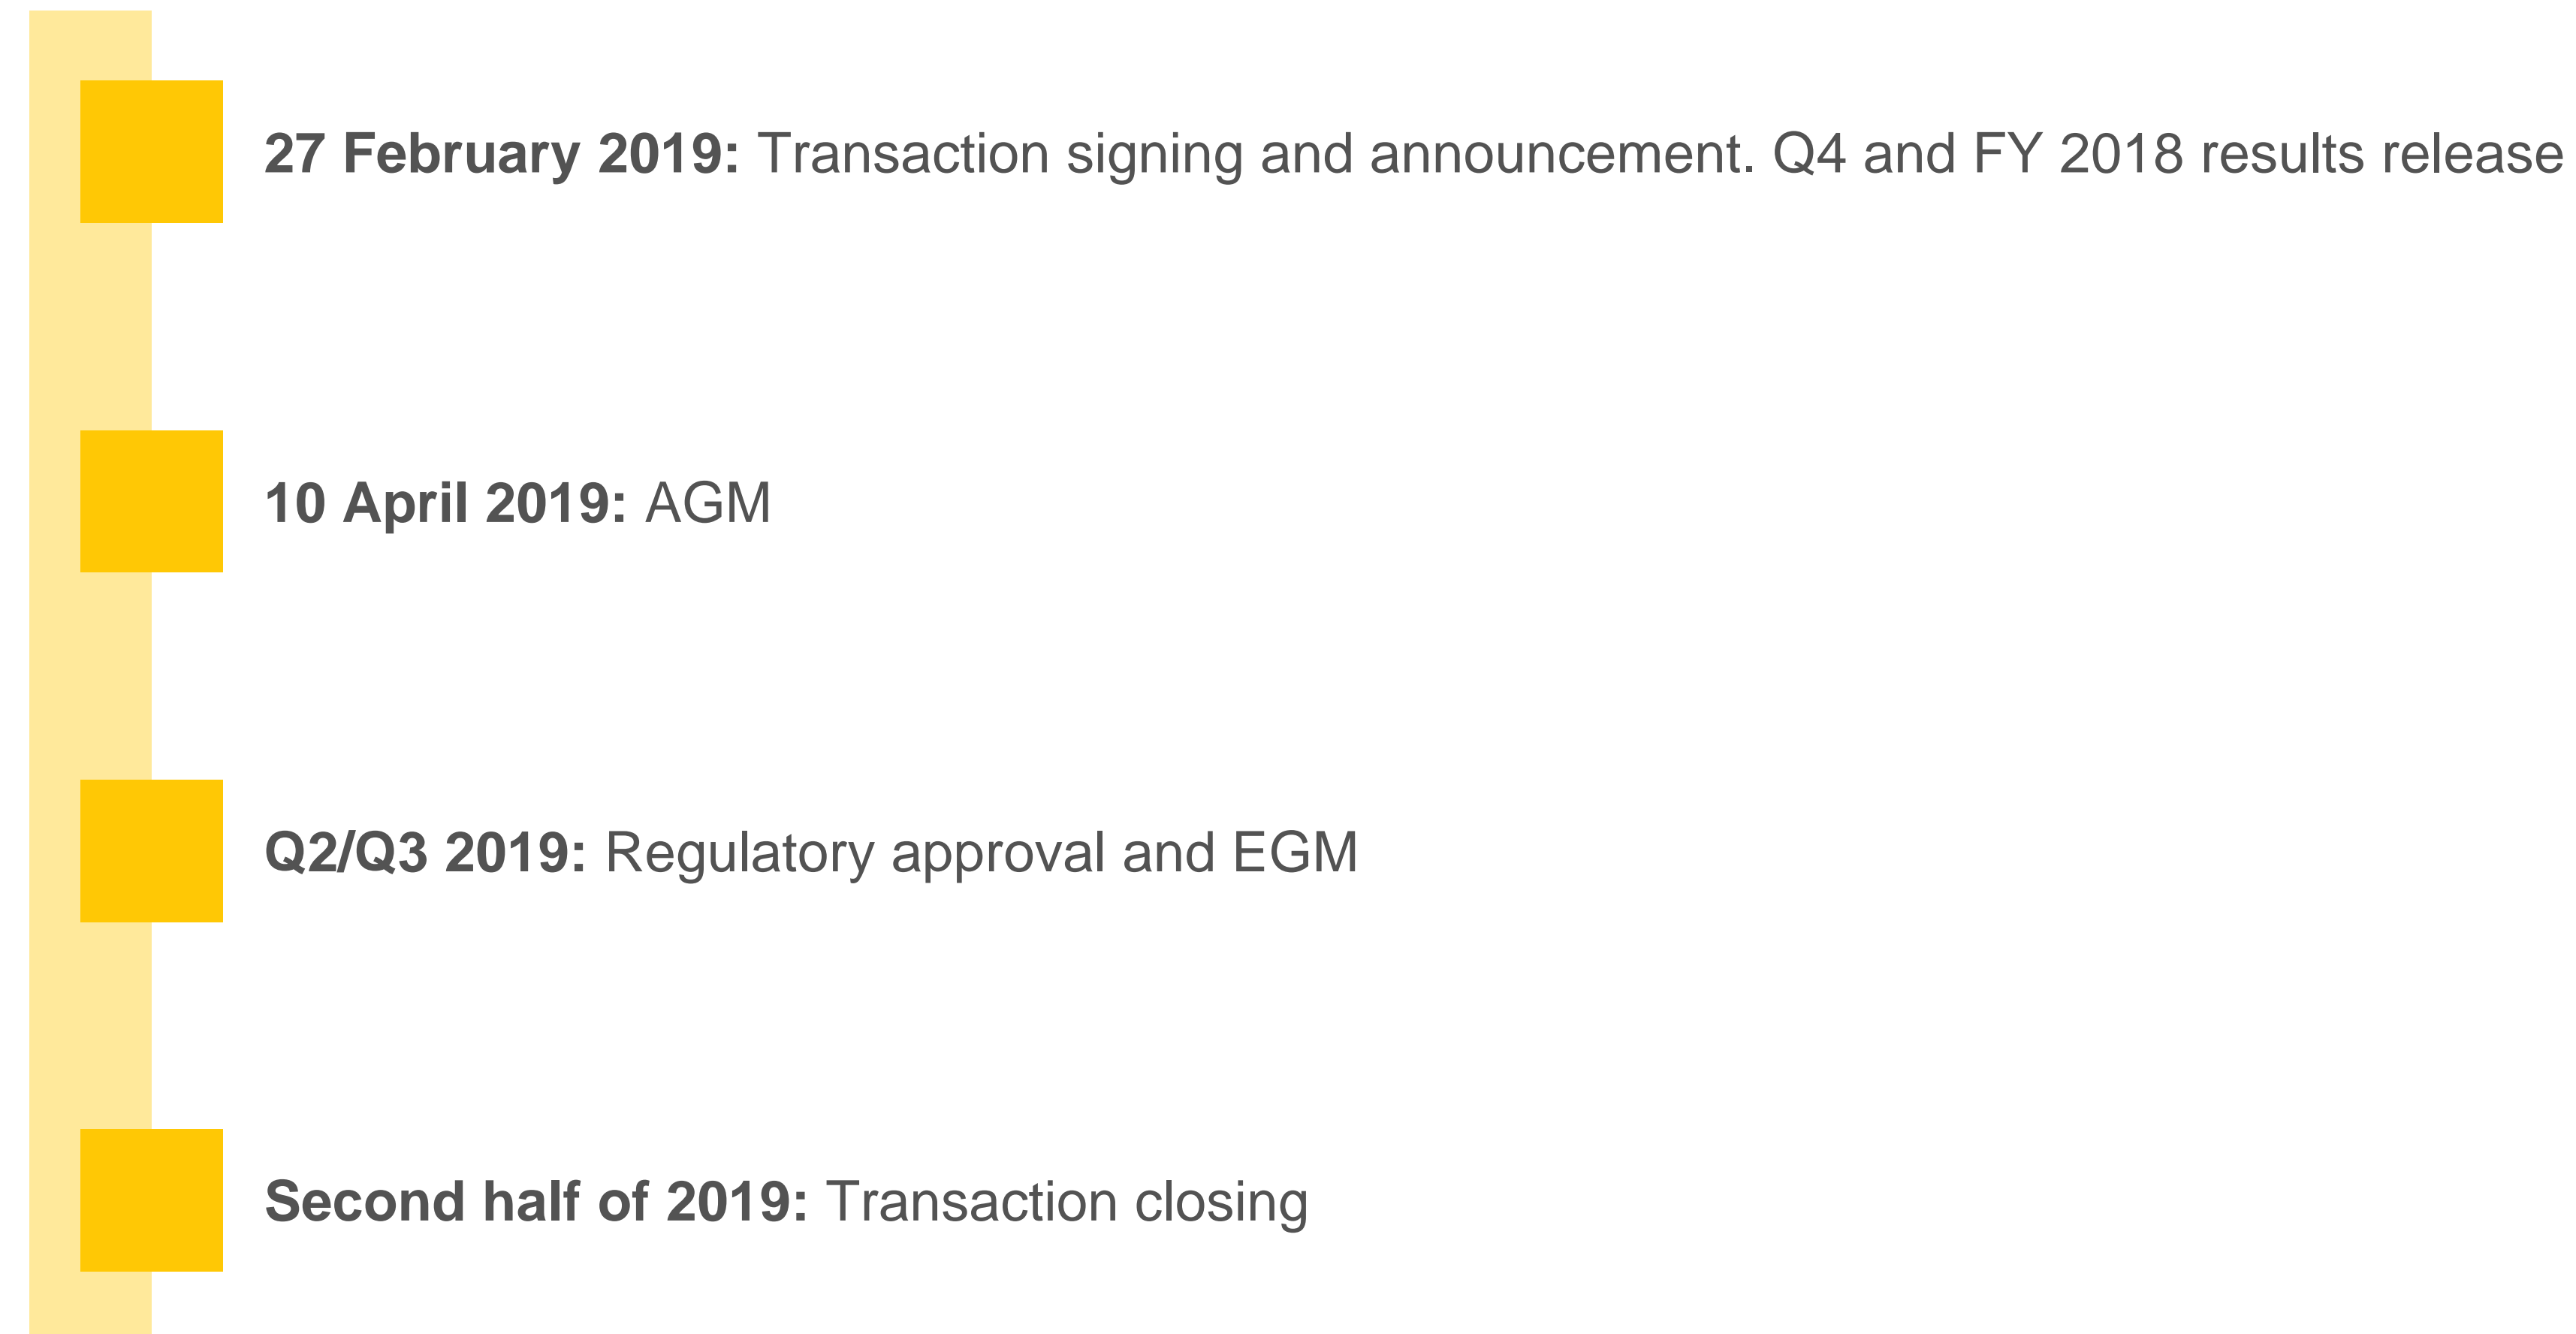 27 February 2019: Transaction signing and announcement. Q4 and FY 2018 results release
10 April 2019: AGM
Q2/Q3 2019: Regulatory approval and EGM
Second half of 2019: Transaction closing